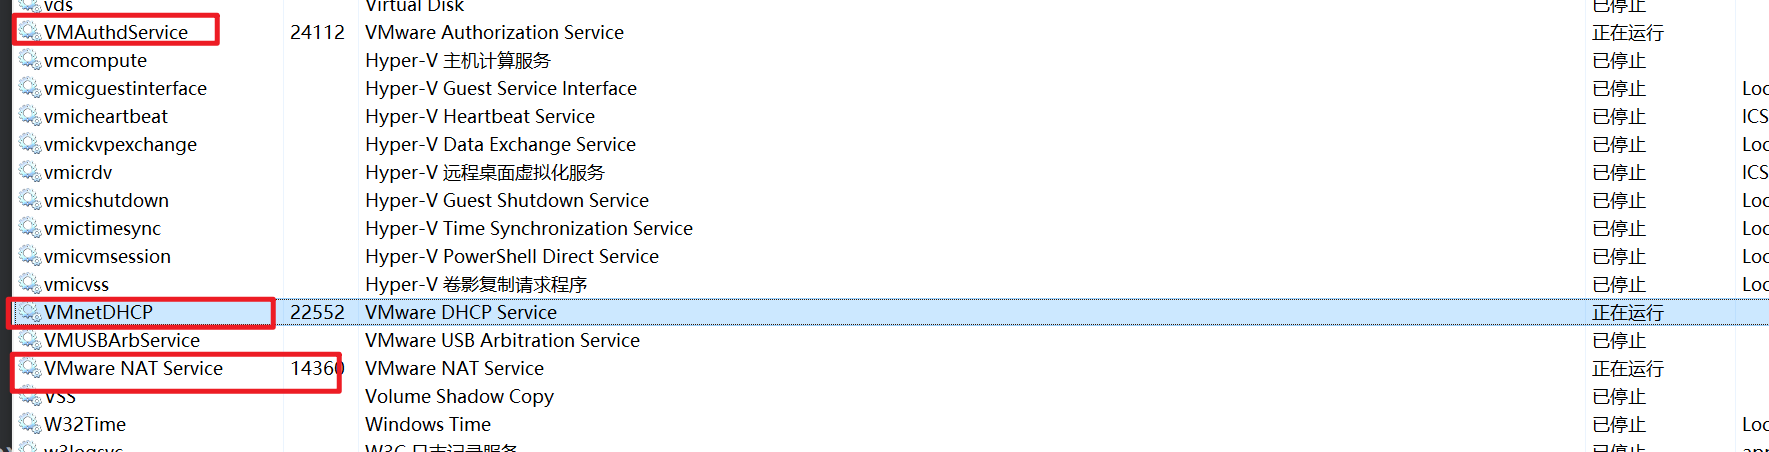 vds Virtual Disk 已停止
VMAuthdService 24112 VMware Authorization Service 正在运行
vmcompute Hyper-V 主机计算服务 已停止
vmicguestinterface Hyper-V Guest Service Interface 已停止 Loc
vmicheartbeat Hyper-V Heartbeat Service 已停止 ICS
vmickvpexchange Hyper-V Data Exchange Service 已停止 Loc
vmicrdv Hyper-V 远程桌面虚拟化服务 已停止 ICS
vmicshutdown Hyper-V Guest Shutdown Service 已停止 Loc
vmictimesync Hyper-V Time Synchronization Service 已停止 Loc
vmicvmsession Hyper-V PowerShell Direct Service 已停止 Loc
vmicvss Hyper-V 卷影复制请求程序 已停止 Loc
VMnetDHCP 22552 VMware DHCP Service 正在运行
VMUSBArbService VMware USB Arbitration Service 已停止
VMware NAT Service 14360 VMware NAT Service 正在运行
VSS Volume Shadow Copy 已停止
W32Time Windows Time 已停止 Loc
w3logsvc W3C 日志记录服务 已停止 app